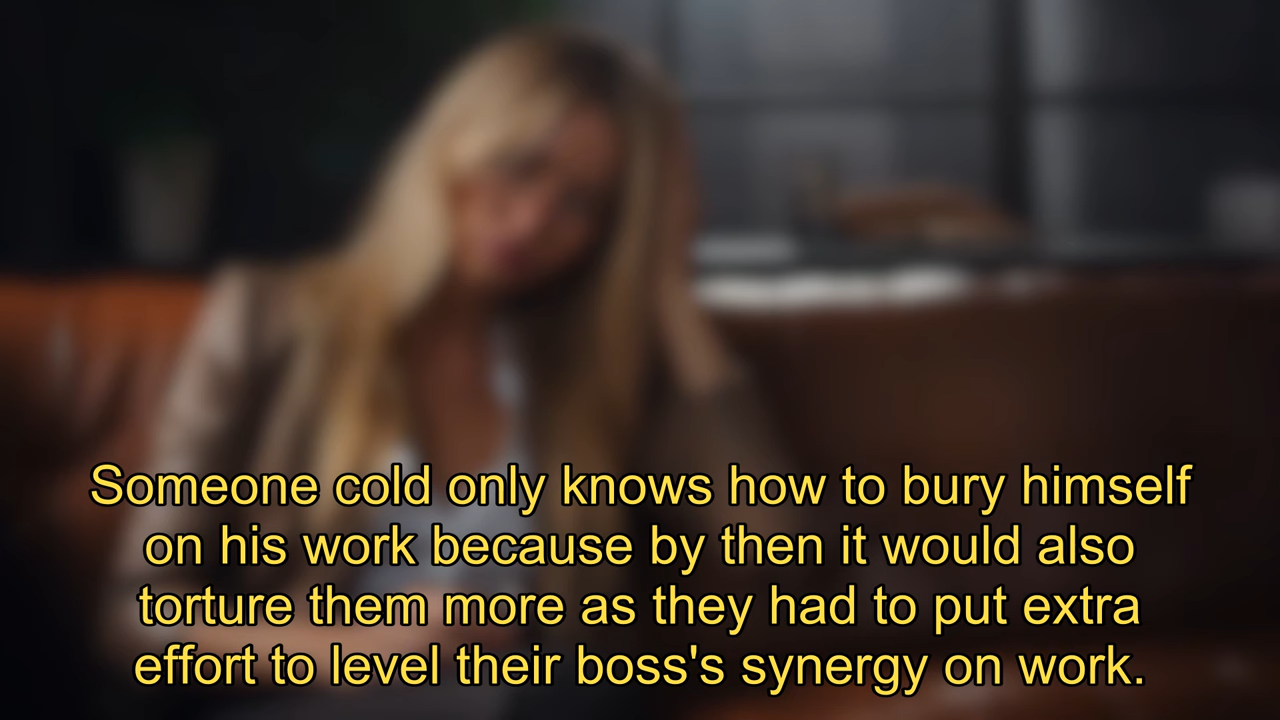 Someone cold only knows how to bury himself
on his work because by then it would also
torture them more as they had to put extra
effort to level their boss's synergy on work.